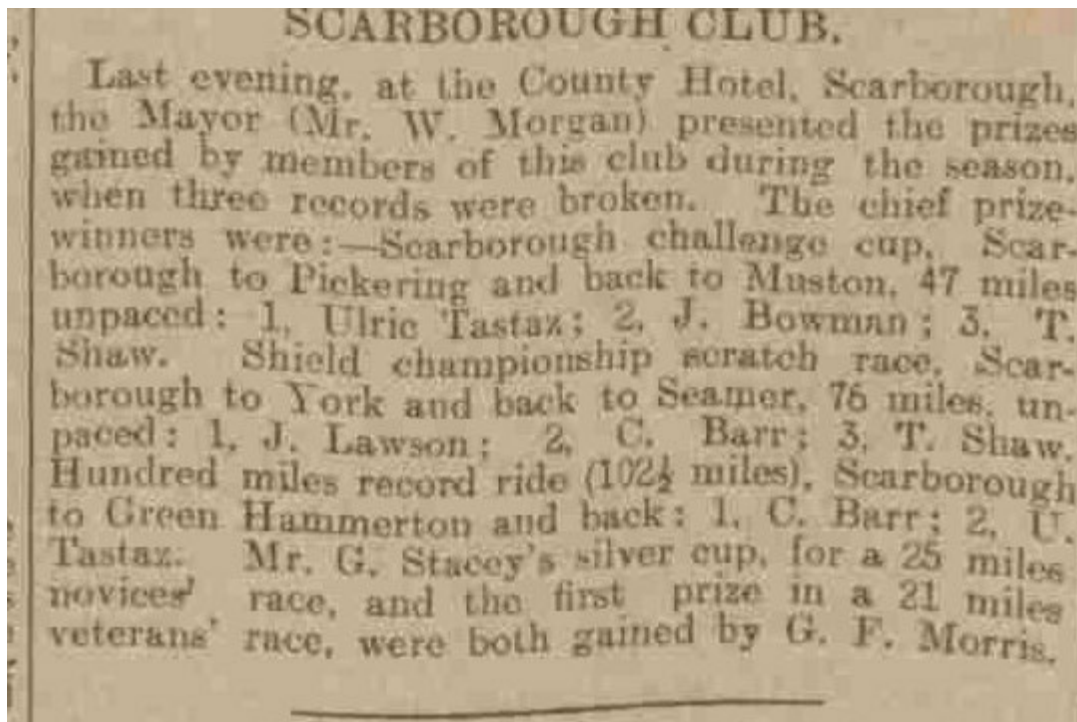 SCARBOROUGH CLUB.
Last evening, at the County Hotel, Scarborough,
the Mayor (Mr. W. Morgan) presented the prizes
gained by members of this club during the season,
when three records were broken. The chief prize-
winners were:—Scarborough challenge cup, Scar-
borough to Pickering and back to Muston, 47 miles
unpaced: 1, Ulric Tastax; 2, J. Bowman; 3, T.
Shaw. Shield championship scratch race, Scar-
borough to York and back to Seamer, 76 miles, un-
paced: 1, J. Lawson; 2, C. Barr; 3, T. Shaw.
Hundred miles record ride (102½ miles), Scarborough
to Green Hammerton and back: 1, C. Barr; 2, U.
Tastax. Mr. G. Stacey's silver cup, for a 25 miles
novices' race, and the first prize in a 21 miles
veterans' race, were both gained by G. F. Morris.